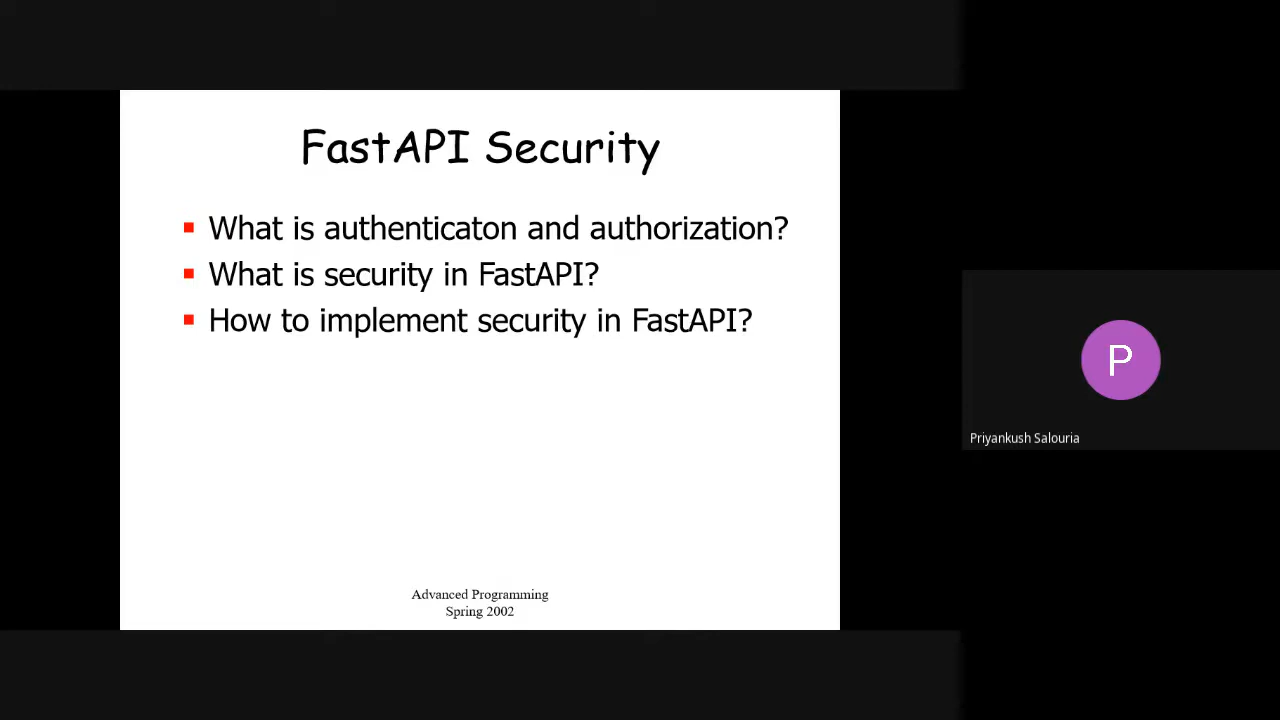 FastAPI Security
What is authenticaton and authorization?
What is security in FastAPI?
How to implement security in FastAPI?
P
Priyankush Salouria
Advanced Programming
Spring 2002